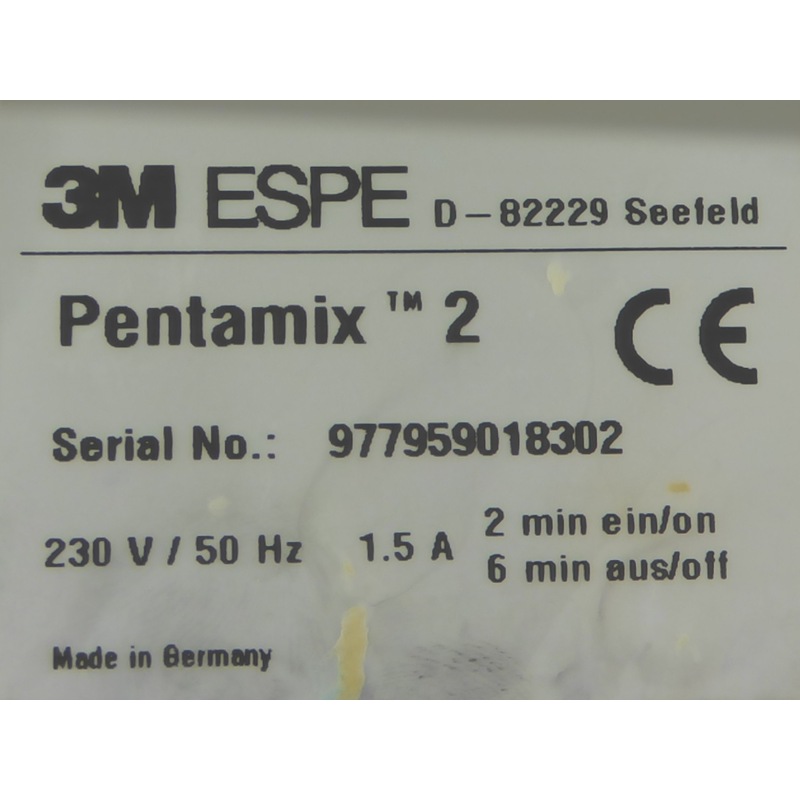 3M ESPE D-82229 Seefeld
Pentamix ™ 2 CE
Serial No.: 977959018302
230 V / 50 Hz 1.5 A 2 min ein/on
6 min aus/off
Made in Germany